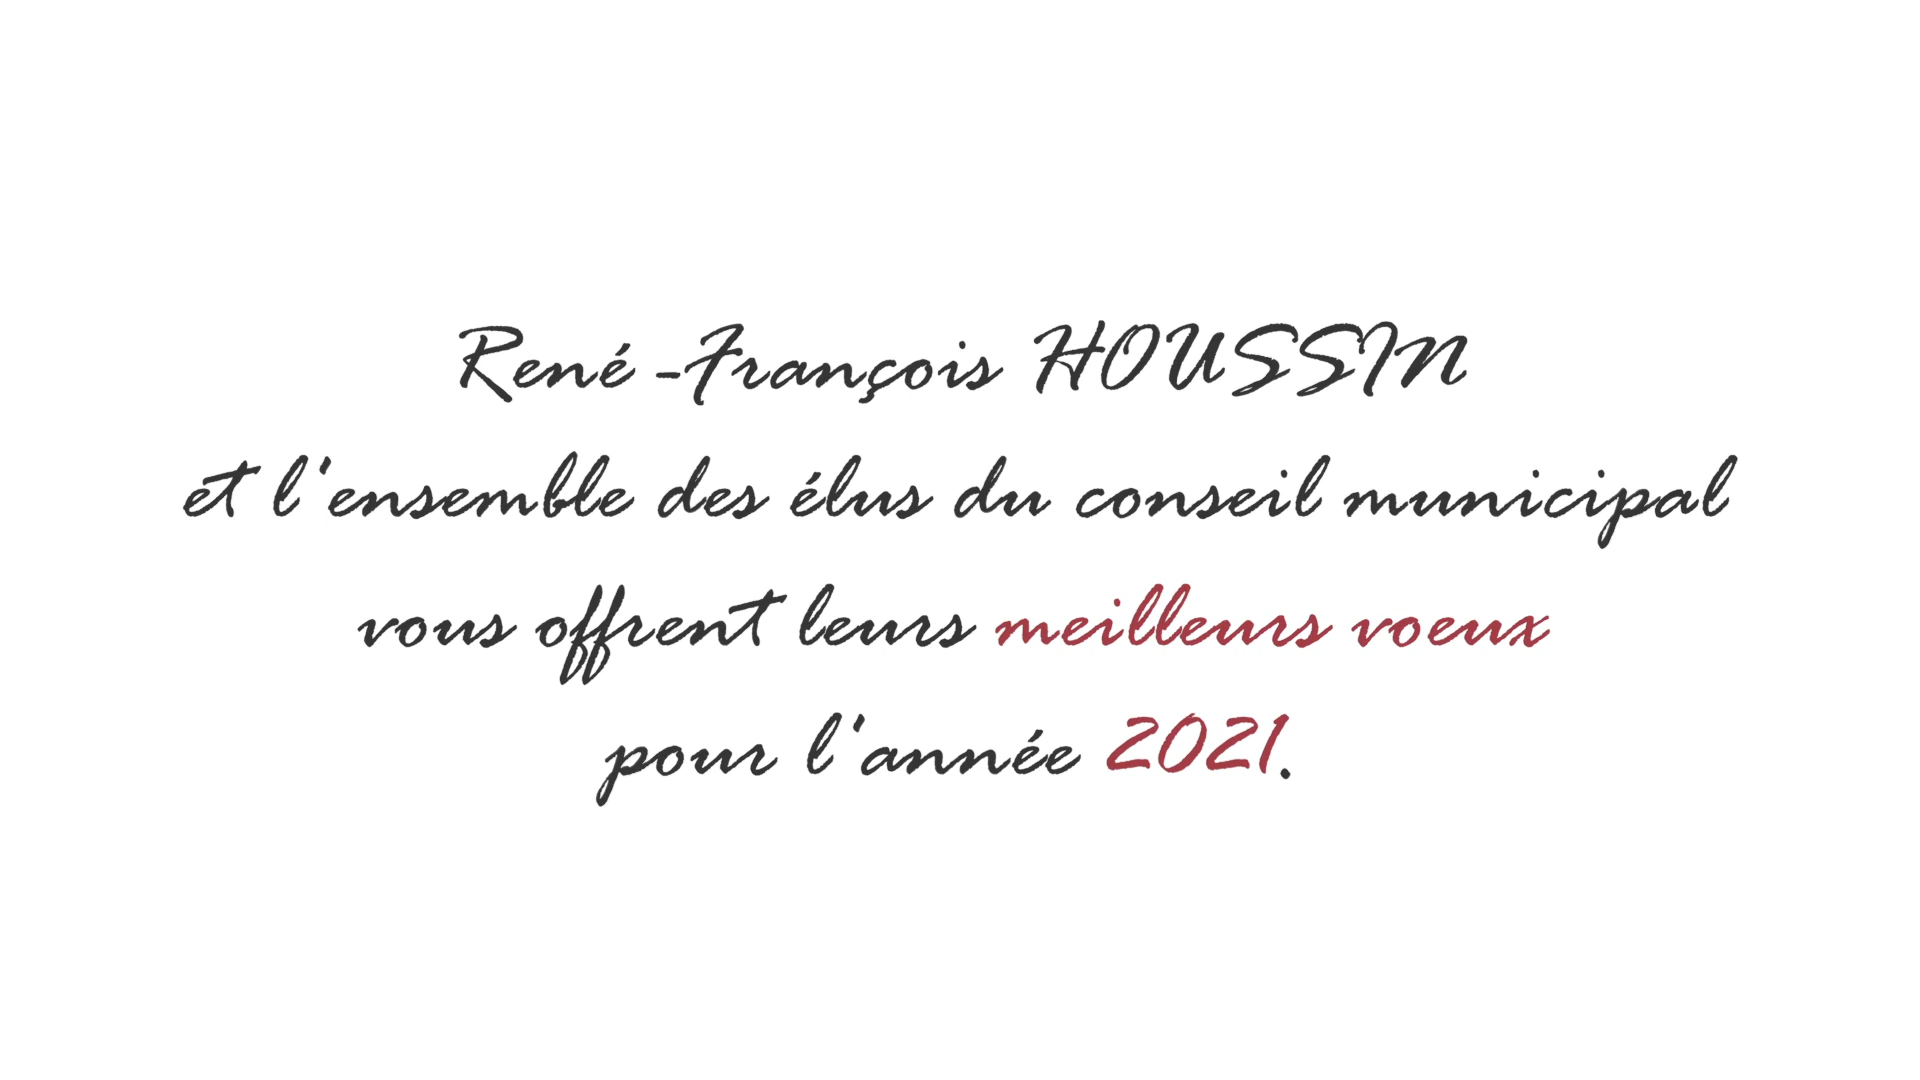 René-François HOUSSIN
et l'ensemble des élus du conseil municipal
vous offrent leurs meilleurs voeux
pour l'année 2021.